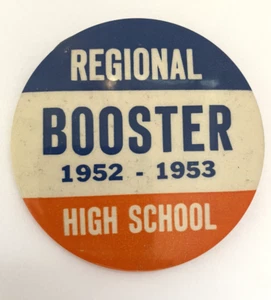 REGIONAL
BOOSTER
1952 - 1953
HIGH SCHOOL